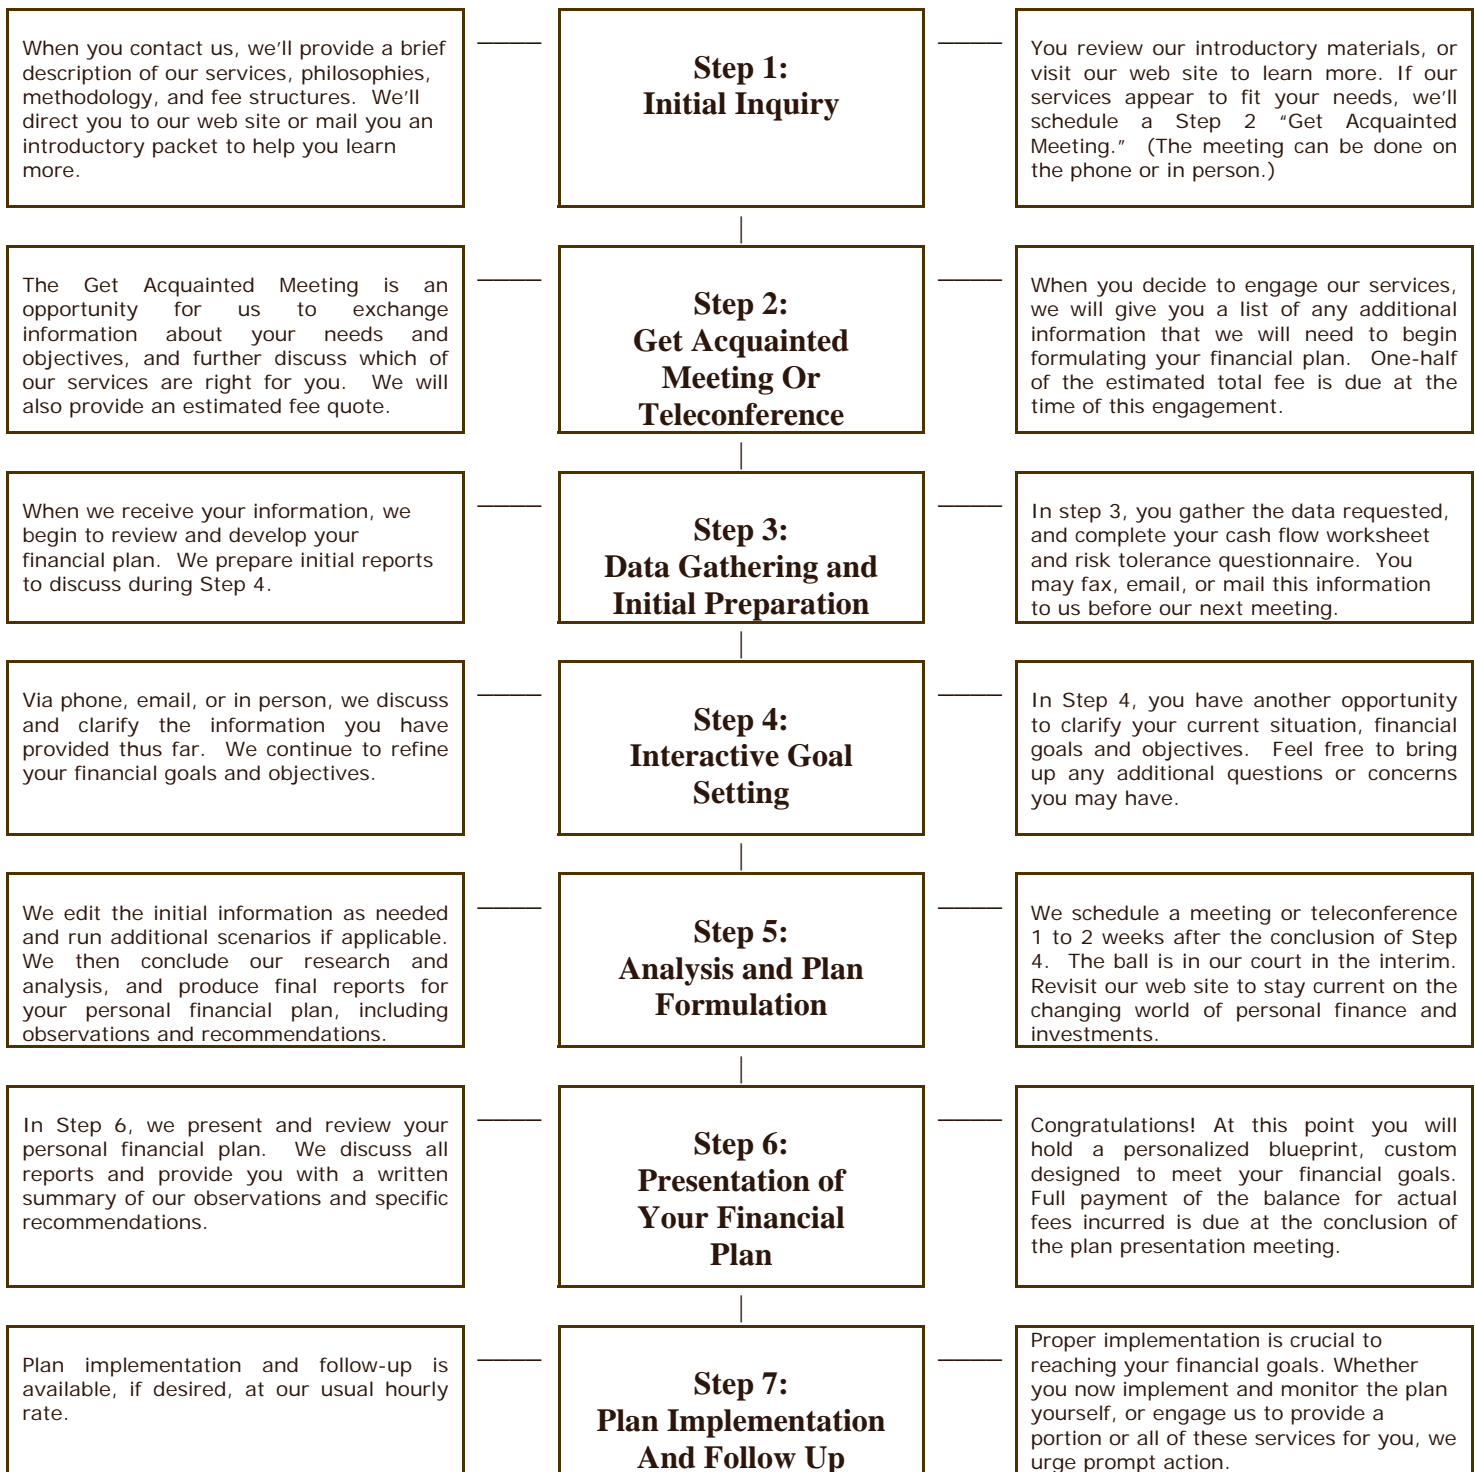 When you contact us, we’ll provide a brief
description of our services, philosophies,
methodology, and fee structures. We’ll
direct you to our web site or mail you an
introductory packet to help you learn
more.
Step 1:
Initial Inquiry
You review our introductory materials, or
visit our web site to learn more. If our
services appear to fit your needs, we’ll
schedule a Step 2 “Get Acquainted
Meeting.” (The meeting can be done on
the phone or in person.)
The Get Acquainted Meeting is an
opportunity for us to exchange
information about your needs and
objectives, and further discuss which of
our services are right for you. We will
also provide an estimated fee quote.
Step 2:
Get Acquainted
Meeting Or
Teleconference
When you decide to engage our services,
we will give you a list of any additional
information that we will need to begin
formulating your financial plan. One-half
of the estimated total fee is due at the
time of this engagement.
When we receive your information, we
begin to review and develop your
financial plan. We prepare initial reports
to discuss during Step 4.
Step 3:
Data Gathering and
Initial Preparation
In step 3, you gather the data requested,
and complete your cash flow worksheet
and risk tolerance questionnaire. You
may fax, email, or mail this information
to us before our next meeting.
Via phone, email, or in person, we discuss
and clarify the information you have
provided thus far. We continue to refine
your financial goals and objectives.
Step 4:
Interactive Goal
Setting
In Step 4, you have another opportunity
to clarify your current situation, financial
goals and objectives. Feel free to bring
up any additional questions or concerns
you may have.
We edit the initial information as needed
and run additional scenarios if applicable.
We then conclude our research and
analysis, and produce final reports for
your personal financial plan, including
observations and recommendations.
Step 5:
Analysis and Plan
Formulation
We schedule a meeting or teleconference
1 to 2 weeks after the conclusion of Step
4. The ball is in our court in the interim.
Revisit our web site to stay current on the
changing world of personal finance and
investments.
In Step 6, we present and review your
personal financial plan. We discuss all
reports and provide you with a written
summary of our observations and specific
recommendations.
Step 6:
Presentation of
Your Financial
Plan
Congratulations! At this point you will
hold a personalized blueprint, custom
designed to meet your financial goals.
Full payment of the balance for actual
fees incurred is due at the conclusion of
the plan presentation meeting.
Plan implementation and follow-up is
available, if desired, at our usual hourly
rate.
Step 7:
Plan Implementation
And Follow Up
Proper implementation is crucial to
reaching your financial goals. Whether
you now implement and monitor the plan
yourself, or engage us to provide a
portion or all of these services for you, we
urge prompt action.